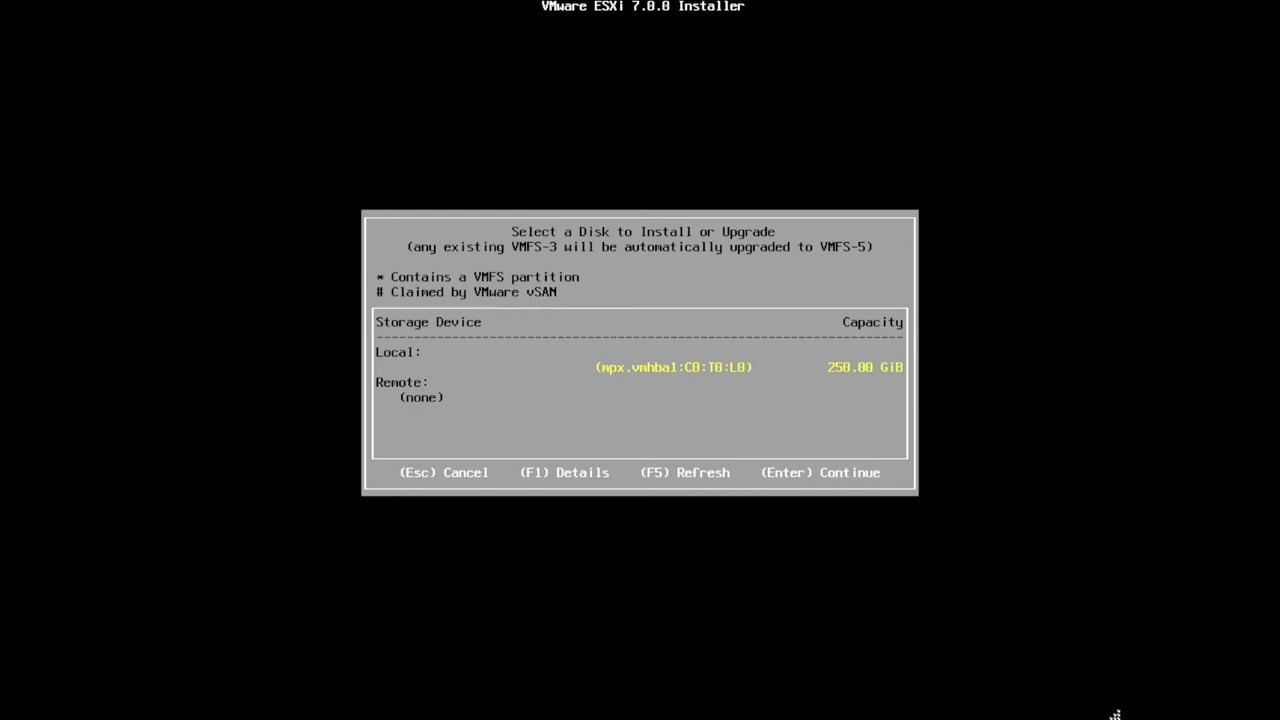 VMware ESXi 7.0.0 Installer
Select a Disk to Install or Upgrade
(any existing VMFS-3 will be automatically upgraded to VMFS-5)
* Contains a VMFS partition
# Claimed by VMware vSAN
Storage Device Capacity
--------------------------------------------------------------------
Local:
(mpx.vmhba1:C0:T0:L0) 250.00 GiB
Remote:
(none)
(Esc) Cancel (F1) Details (F5) Refresh (Enter) Continue